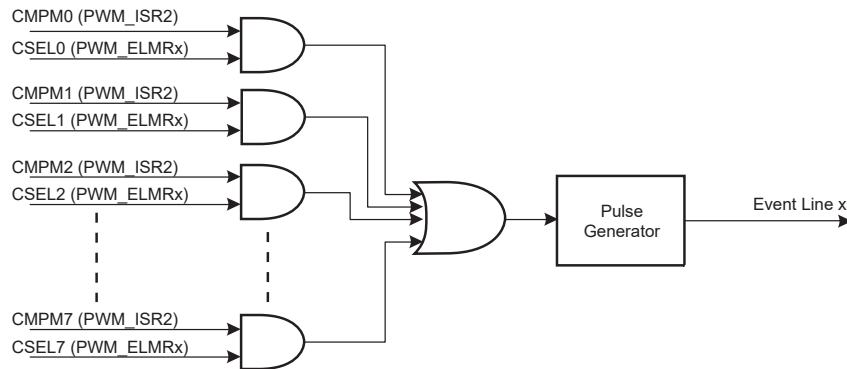 CMPM0 (PWM_ISR2)
CSEL0 (PWM_ELMRx)
CMPM1 (PWM_ISR2)
CSEL1 (PWM_ELMRx)
CMPM2 (PWM_ISR2)
CSEL2 (PWM_ELMRx)
Pulse
Generator
Event Line x
CMPM7 (PWM_ISR2)
CSEL7 (PWM_ELMRx)